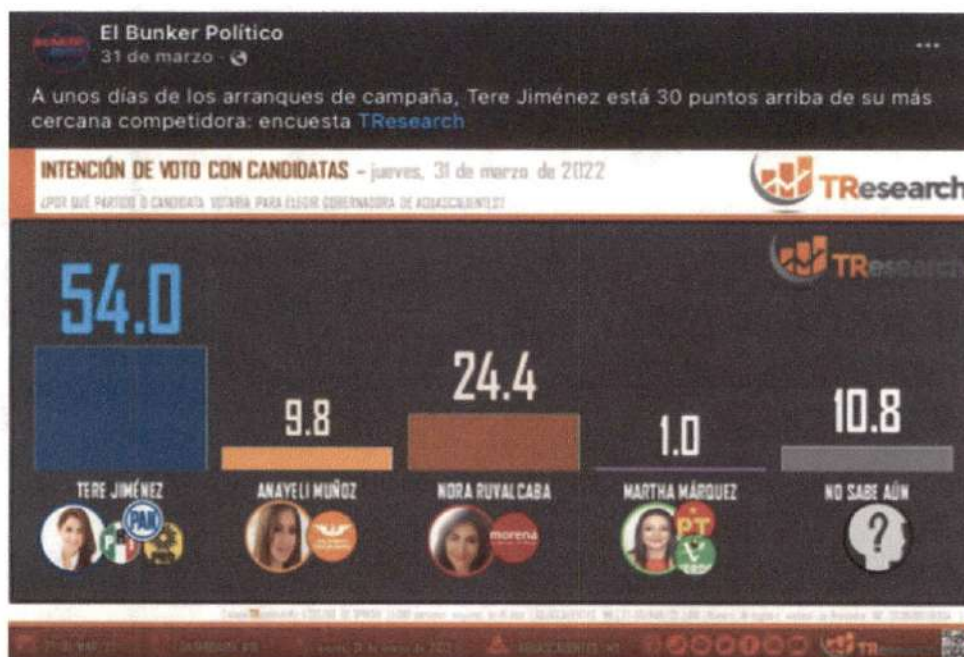 El Bunker Político
31 de marzo
A unos días de los arranques de campaña, Tere Jiménez está 30 puntos arriba de su más
cercana competidora: encuesta TResearch
INTENCIÓN DE VOTO CON CANDIDATAS - jueves, 31 de marzo de 2022
¿POR QUÉ PARTIDO O CANDIDATA VOTARÍA PARA ELEGIR GOBERNADORA DE AGUASCALIENTES?
TResearch
TResearch
54.0
9.8
24.4
1.0
10.8
TERE JIMÉNEZ
ANAYELI MUÑOZ
NORA RUVALCABA
MARTHA MÁRQUEZ
NO SABE AÚN
PAN
PRI
morena
PT
?
TResearch